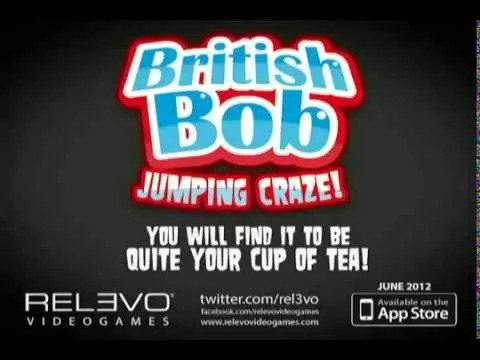 British
Bob
JUMPING CRAZE!
YOU WILL FIND IT TO BE
QUITE YOUR CUP OF TEA!
REL3VO®
VIDEOGAMES
twitter.com/rel3vo
facebook.com/relevovideogames
www.relevovideogames.com
JUNE 2012
Available on the
App Store